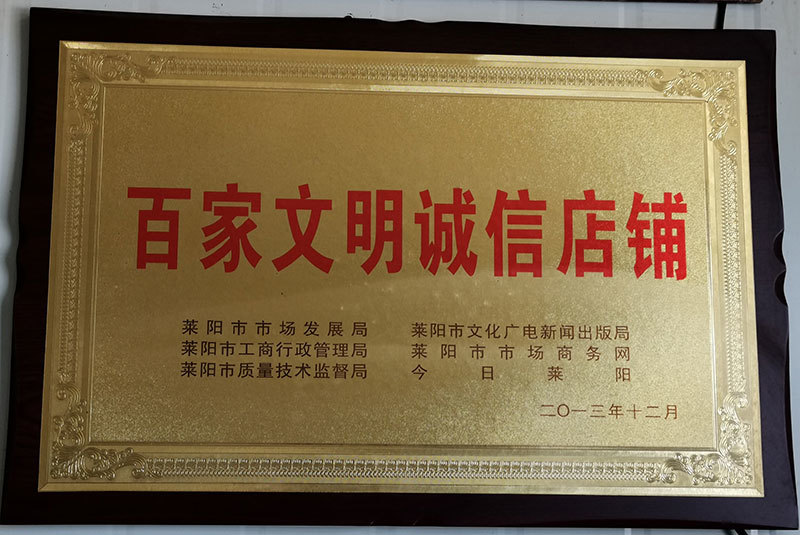 百家文明诚信店铺
莱阳市市场发展局
莱阳市工商行政管理局
莱阳市质量技术监督局
莱阳市文化广电新闻出版局
莱阳市市场商务网
今日莱阳
二〇一三年十二月